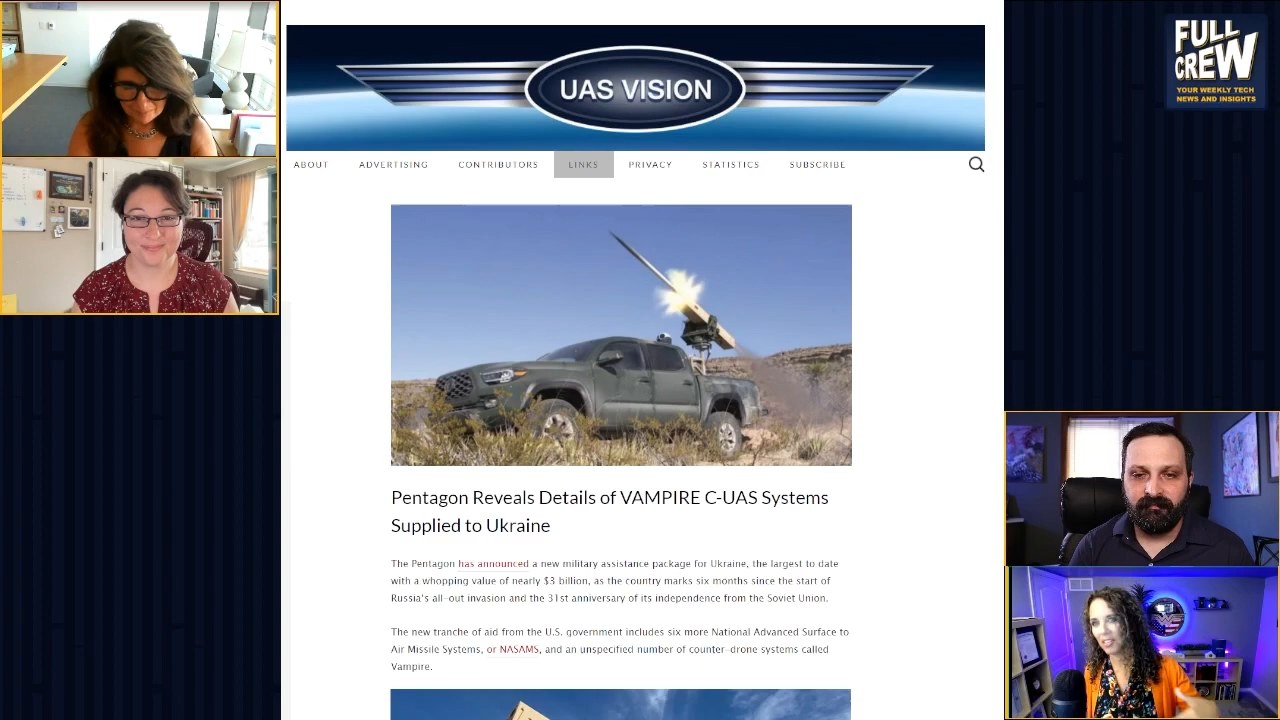 FULL
CREW
YOUR WEEKLY TECH
NEWS AND INSIGHTS
UAS VISION
ABOUT ADVERTISING CONTRIBUTORS LINKS PRIVACY STATISTICS SUBSCRIBE
Pentagon Reveals Details of VAMPIRE C-UAS Systems
Supplied to Ukraine
The Pentagon has announced a new military assistance package for Ukraine, the largest to date
with a whopping value of nearly $3 billion, as the country marks six months since the start of
Russia's all-out invasion and the 31st anniversary of its independence from the Soviet Union.
The new tranche of aid from the U.S. government includes six more National Advanced Surface to
Air Missile Systems, or NASAMS, and an unspecified number of counter-drone systems called
Vampire.